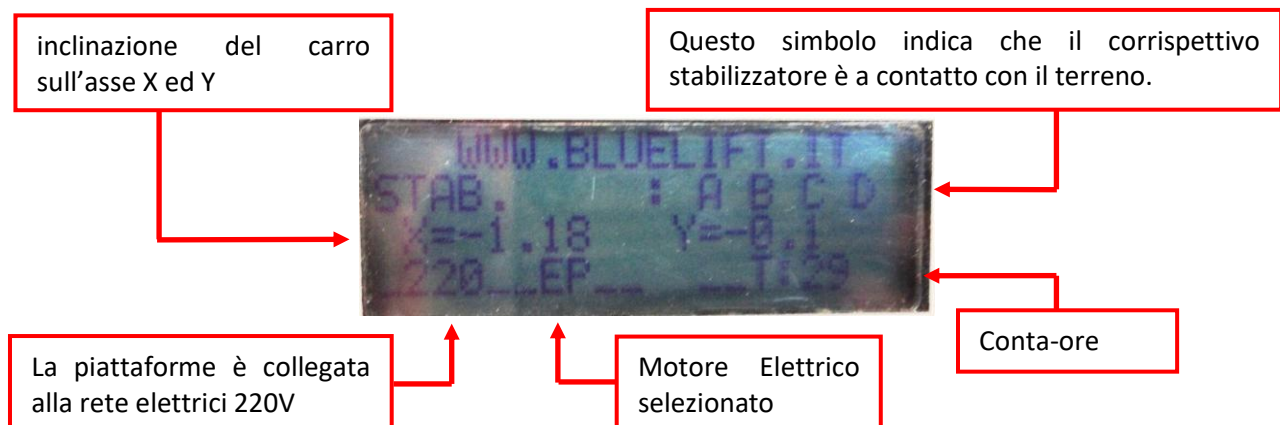 inclinazione del carro
sull'asse X ed Y
Questo simbolo indica che il corrispettivo
stabilizzatore è a contatto con il terreno.
WWW.BLUELIFT.IT
STAB. : A B C D
X=-1.18 Y=-0.1
_220__EP__ __T:29
Conta-ore
La piattaforme è collegata
alla rete elettrici 220V
Motore Elettrico
selezionato